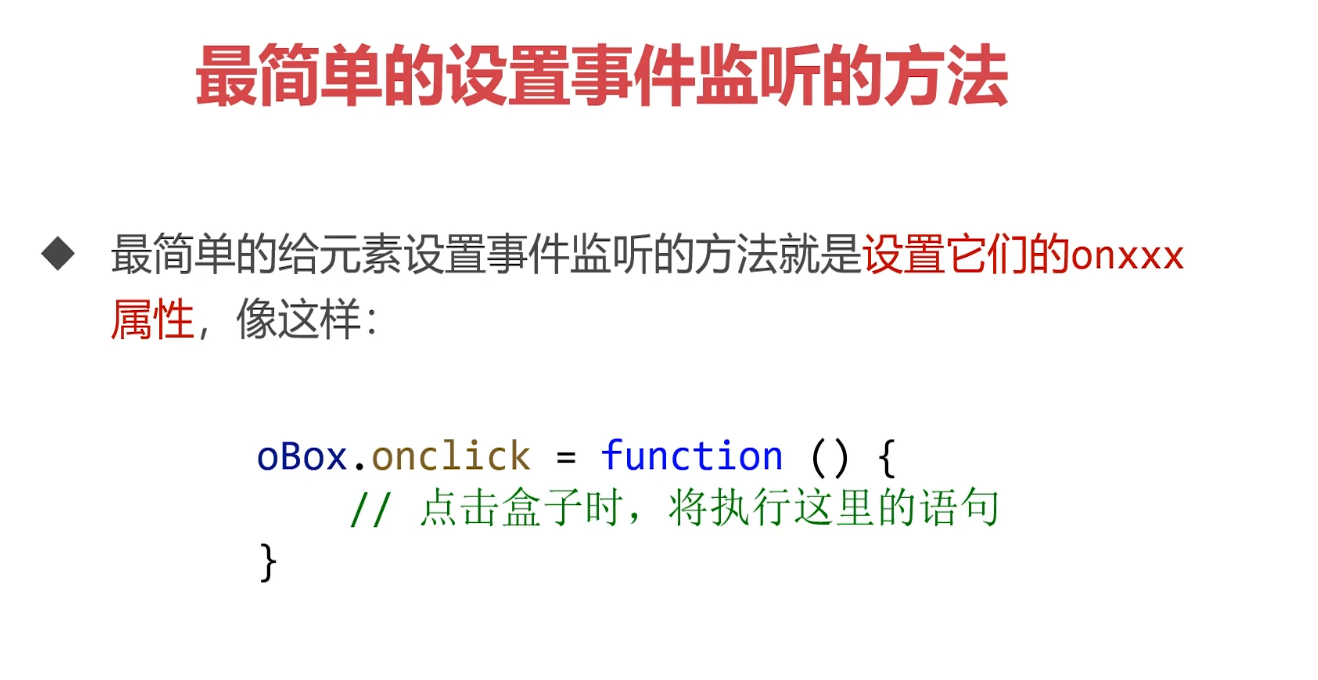 最简单的设置事件监听的方法
◆ 最简单的给元素设置事件监听的方法就是设置它们的onxxx
属性，像这样：
oBox.onclick = function () {
    // 点击盒子时，将执行这里的语句
}